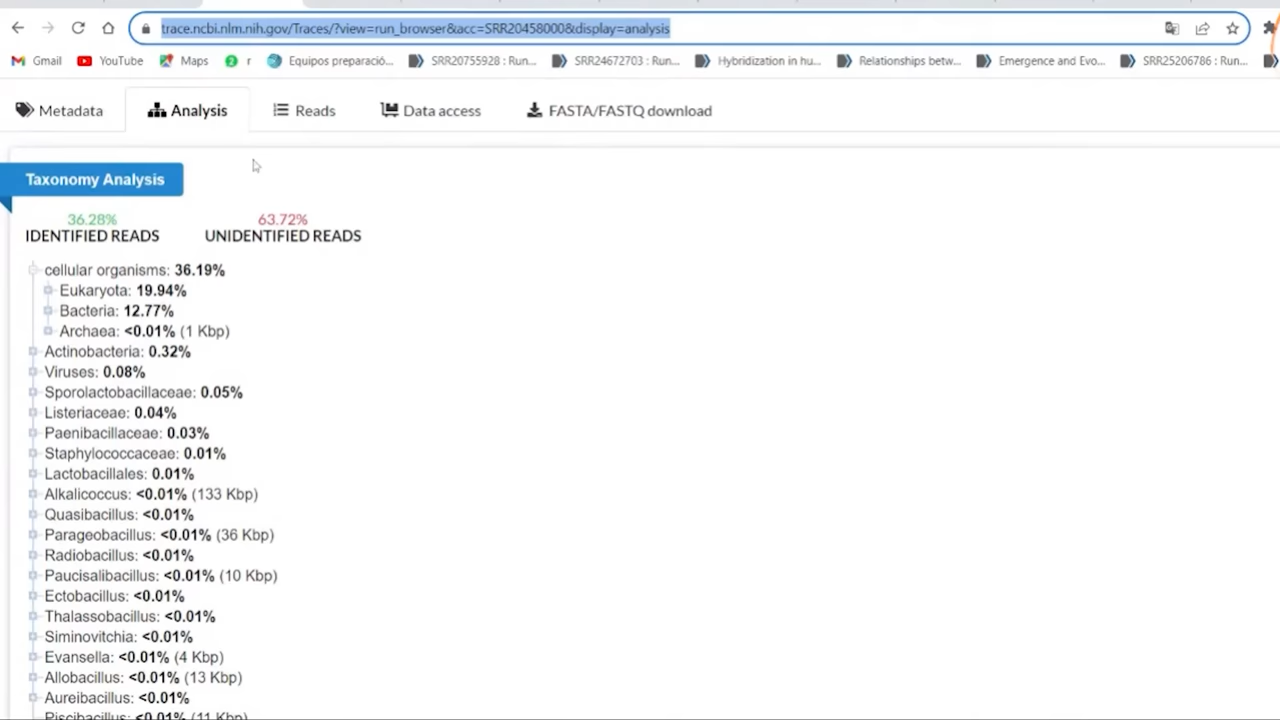 trace.ncbi.nlm.nih.gov/Traces/?view=run_browser&acc=SRR20458000&display=analysis
Gmail YouTube Maps r Equipos preparació... SRR20755928 : Run... SRR24672703 : Run... Hybridization in hu... Relationships betw... Emergence and Evo... SRR25206786 : Run...
Metadata Analysis Reads Data access FASTA/FASTQ download
Taxonomy Analysis
36.28% 63.72%
IDENTIFIED READS UNIDENTIFIED READS
cellular organisms: 36.19%
Eukaryota: 19.94%
Bacteria: 12.77%
Archaea: <0.01% (1 Kbp)
Actinobacteria: 0.32%
Viruses: 0.08%
Sporolactobacillaceae: 0.05%
Listeriaceae: 0.04%
Paenibacillaceae: 0.03%
Staphylococcaceae: 0.01%
Lactobacillales: 0.01%
Alkalicoccus: <0.01% (133 Kbp)
Quasibacillus: <0.01%
Parageobacillus: <0.01% (36 Kbp)
Radiobacillus: <0.01%
Paucisalibacillus: <0.01% (10 Kbp)
Ectobacillus: <0.01%
Thalassobacillus: <0.01%
Siminovitchia: <0.01%
Evansella: <0.01% (4 Kbp)
Allobacillus: <0.01% (13 Kbp)
Aureibacillus: <0.01%
Piscibacillus: <0.01% (11 Kbp)